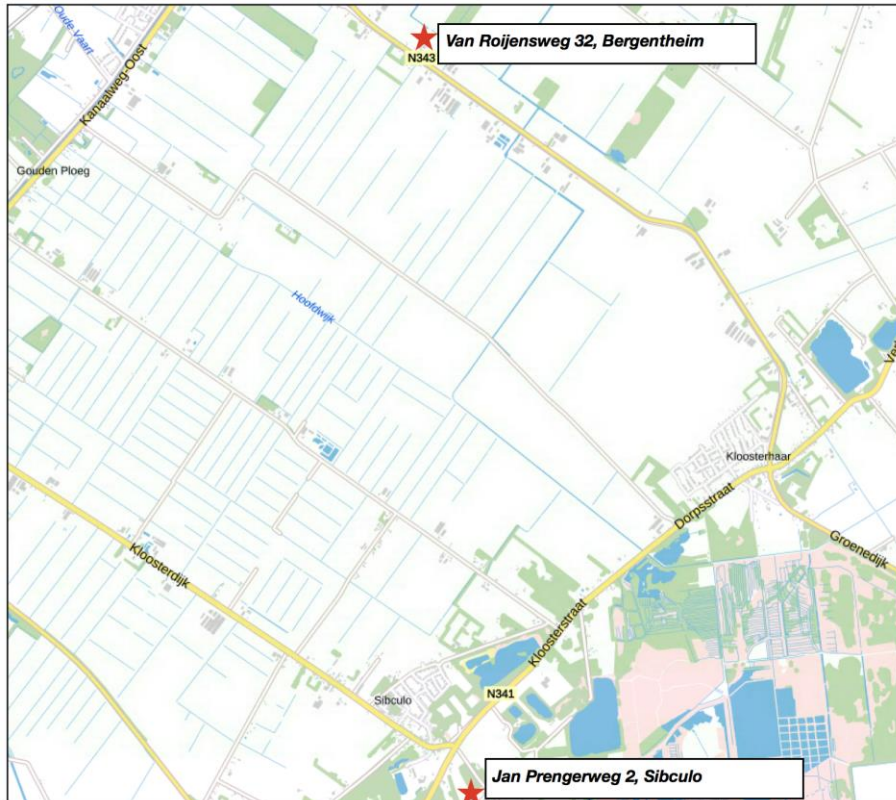 Oude Vaart
Kanaalweg-Oost
Van Roijensweg 32, Bergentheim
N343
Gouden Ploeg
Hoofdwijk
Kloosterhaar
Dorpsstraat
Groenedijk
Kloosterdijk
Kloosterstraat
Sibculo
N341
Jan Prengerweg 2, Sibculo